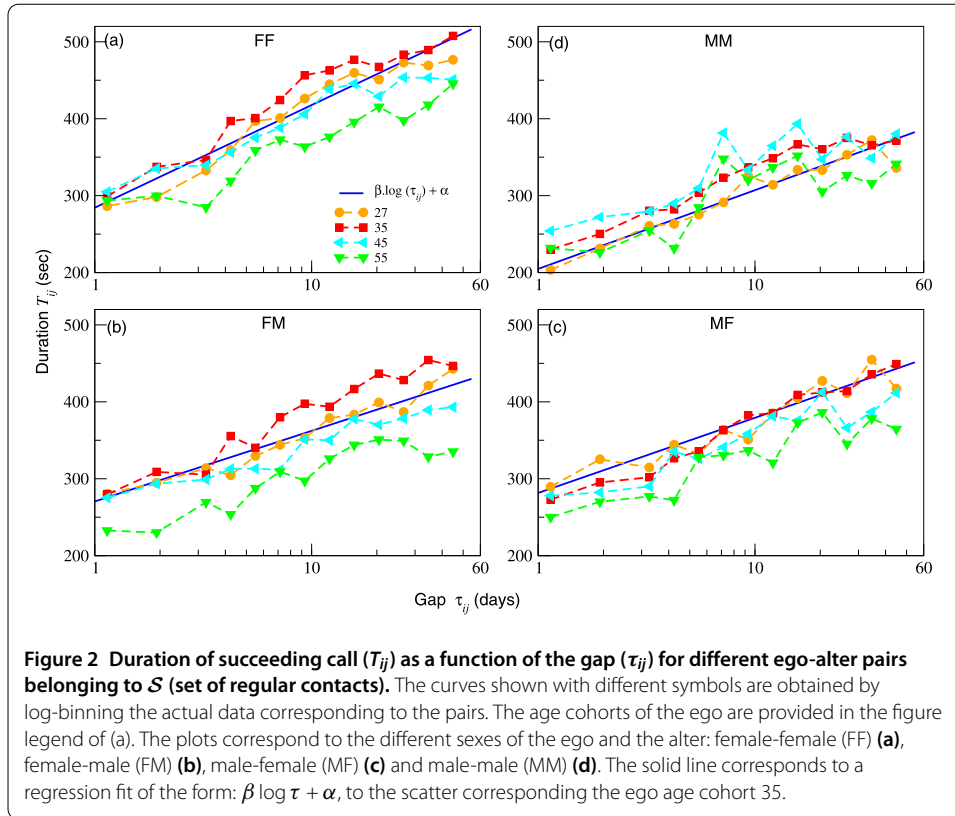 (a)
FF
500
400
300
200
β.log (τij) + α
27
35
45
55
1
10
60
(d)
MM
500
400
300
200
1
10
60
Duration Tij (sec)
(b)
FM
500
400
300
200
1
10
60
(c)
MF
500
400
300
200
1
10
60
Gap τij (days)
Figure 2 Duration of succeeding call (Tij) as a function of the gap (τij) for different ego-alter pairs
belonging to S (set of regular contacts). The curves shown with different symbols are obtained by
log-binning the actual data corresponding to the pairs. The age cohorts of the ego are provided in the figure
legend of (a). The plots correspond to the different sexes of the ego and the alter: female-female (FF) (a),
female-male (FM) (b), male-female (MF) (c) and male-male (MM) (d). The solid line corresponds to a
regression fit of the form: β log τ + α, to the scatter corresponding the ego age cohort 35.